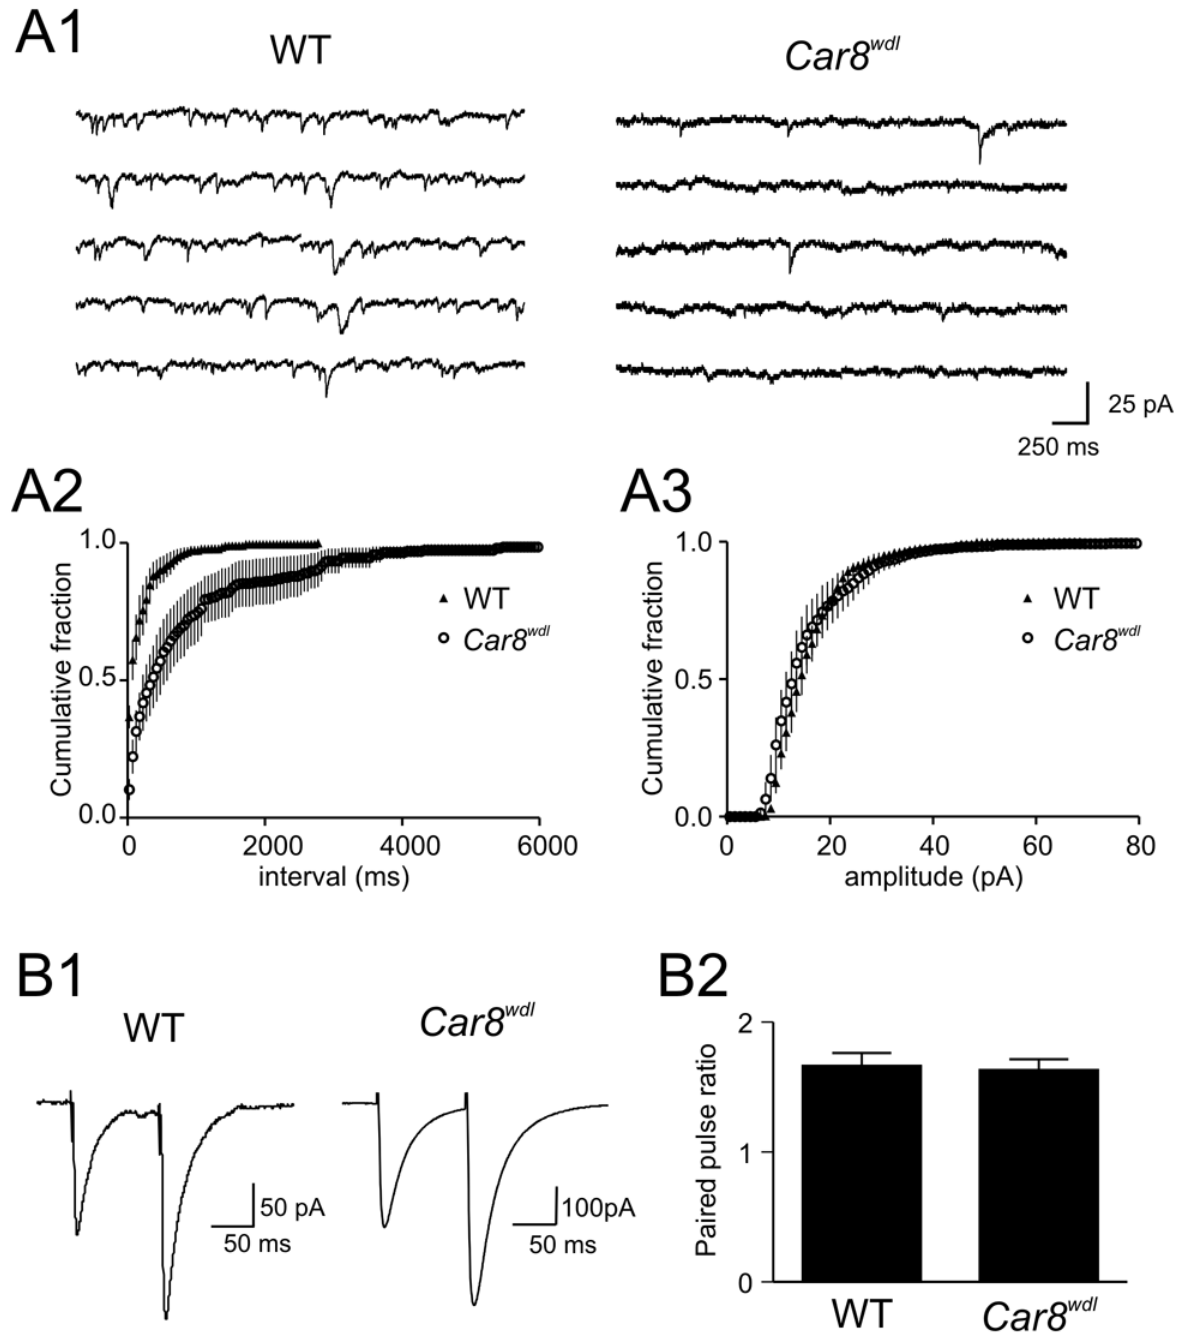 A1
WT
Car8wdl
25 pA
250 ms
A2
Cumulative fraction
1.0
0.5
0.0
0 2000 4000 6000
interval (ms)
WT
Car8wdl
A3
Cumulative fraction
1.0
0.5
0.0
0 20 40 60 80
amplitude (pA)
WT
Car8wdl
B1
WT
Car8wdl
50 pA
50 ms
100pA
50 ms
B2
Paired pulse ratio
2
1
0
WT
Car8wdl